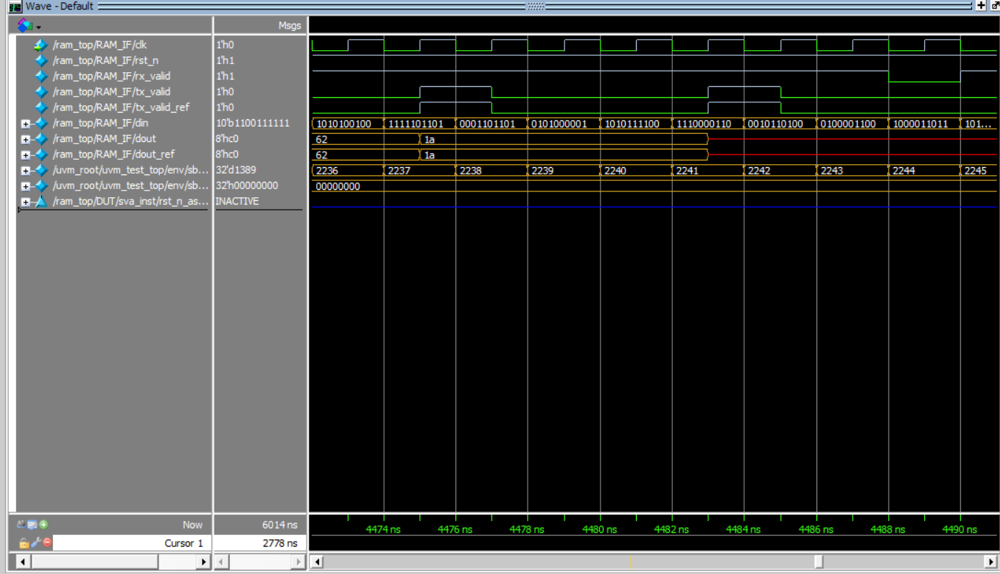 Wave - Default
Msgs
/ram_top/RAM_IF/clk 1'h0
/ram_top/RAM_IF/rst_n 1'h1
/ram_top/RAM_IF/rx_valid 1'h1
/ram_top/RAM_IF/tx_valid 1'h0
/ram_top/RAM_IF/tx_valid_ref 1'h0
/ram_top/RAM_IF/din 10'b1100111111 1010100100 1111101101 0001101101 0101000001 1010111100 1110000110 0010110100 0100001100 1000011011 101...
/ram_top/RAM_IF/dout 8'hc0 62 1a
/ram_top/RAM_IF/dout_ref 8'hc0 62 1a
/uvm_root/uvm_test_top/env/sb... 32'd1389 2236 2237 2238 2239 2240 2241 2242 2243 2244 2245
/uvm_root/uvm_test_top/env/sb... 32'h00000000 00000000
/ram_top/DUT/sva_inst/rst_n_as... INACTIVE
Now 6014 ns 4474 ns 4476 ns 4478 ns 4480 ns 4482 ns 4484 ns 4486 ns 4488 ns 4490 ns
Cursor 1 2778 ns